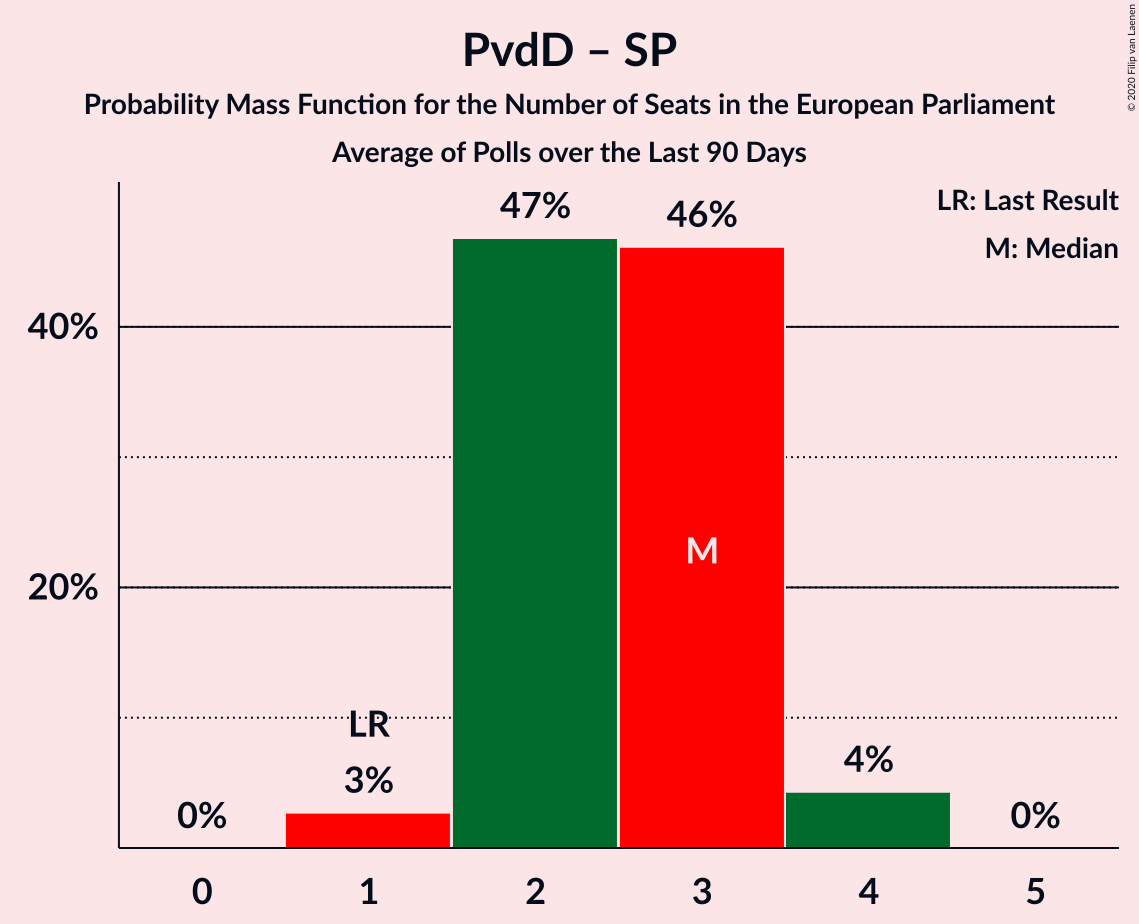 PvdD – SP
Probability Mass Function for the Number of Seats in the European Parliament
Average of Polls over the Last 90 Days
© 2020 Filip van Laenen
LR: Last Result
M: Median
47%
46%
40%
M
20%
LR
3%
4%
0%
0%
0 1 2 3 4 5